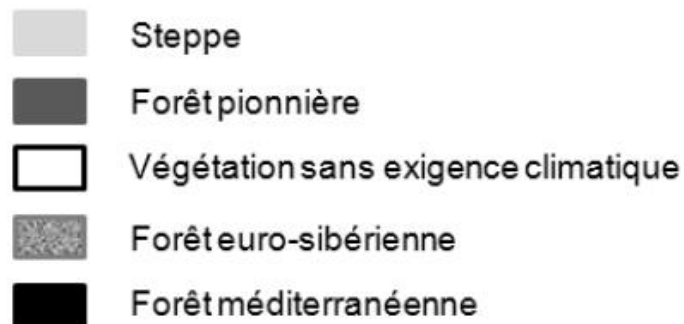 Steppe
Forêt pionnière
Végétation sans exigence climatique
Forêt euro-sibérienne
Forêt méditerranéenne